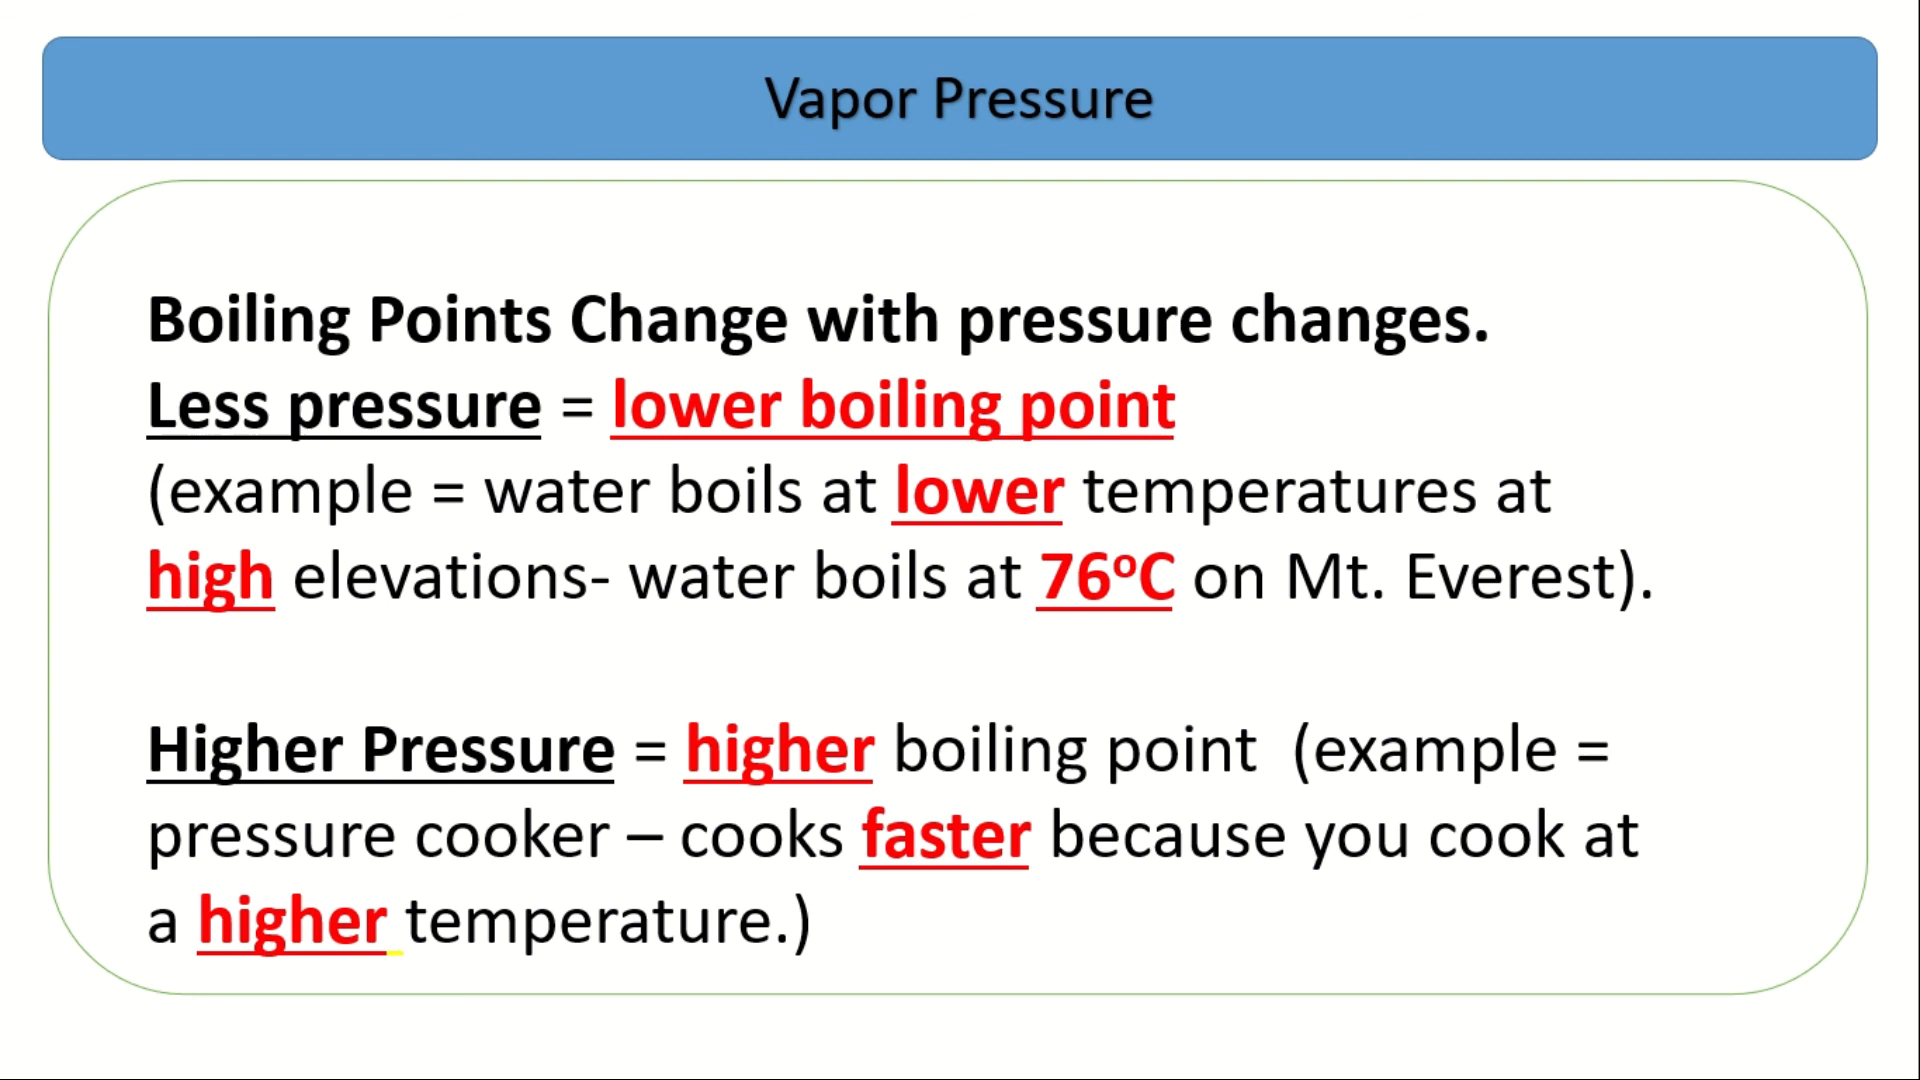 Vapor Pressure
Boiling Points Change with pressure changes.
Less pressure = lower boiling point
(example = water boils at lower temperatures at
high elevations- water boils at 76ºC on Mt. Everest).
Higher Pressure = higher boiling point  (example =
pressure cooker – cooks faster because you cook at
a higher temperature.)